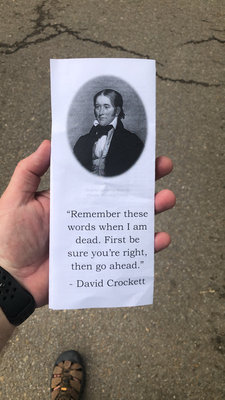 “Remember these
words when I am
dead. First be
sure you’re right,
then go ahead.”
- David Crockett